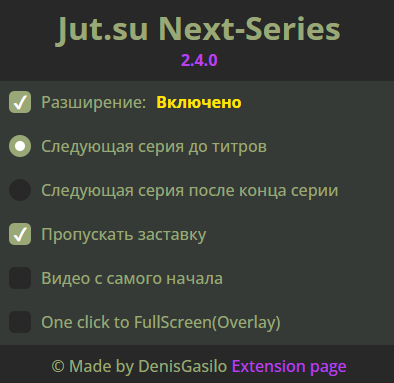 Jut.su Next-Series
2.4.0
Разширение: Включено
Следующая серия до титров
Следующая серия после конца серии
Пропускать заставку
Видео с самого начала
One click to FullScreen(Overlay)
© Made by DenisGasilo Extension page